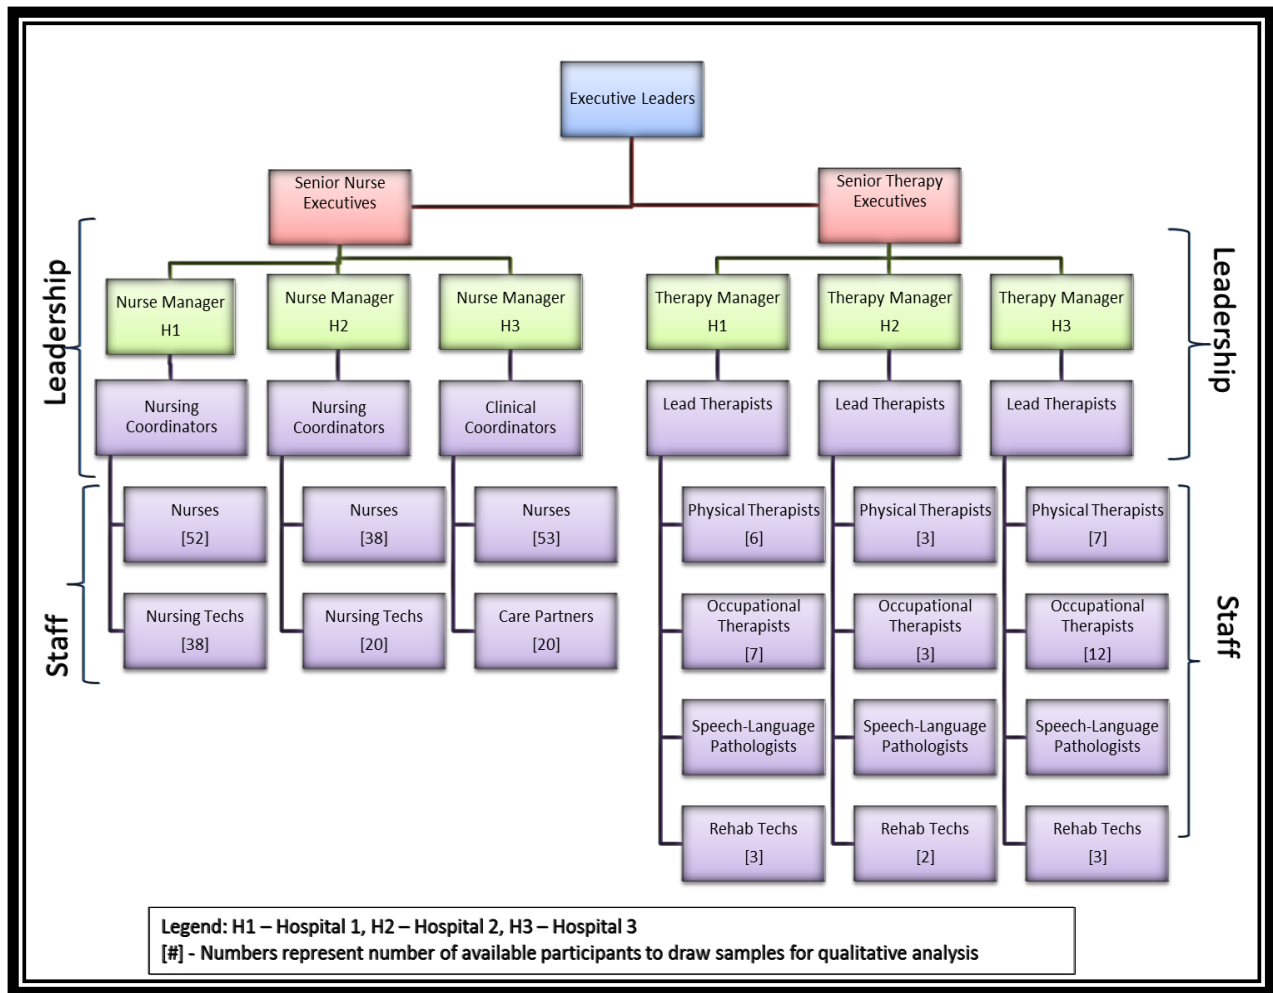 Executive Leaders
Senior Nurse
Executives
Senior Therapy
Executives
Leadership
Leadership
Nurse Manager
H1
Nurse Manager
H2
Nurse Manager
H3
Therapy Manager
H1
Therapy Manager
H2
Therapy Manager
H3
Nursing
Coordinators
Nursing
Coordinators
Clinical
Coordinators
Lead Therapists
Lead Therapists
Lead Therapists
Staff
Staff
Nurses
[52]
Nurses
[38]
Nurses
[53]
Physical Therapists
[6]
Physical Therapists
[3]
Physical Therapists
[7]
Nursing Techs
[38]
Nursing Techs
[20]
Care Partners
[20]
Occupational
Therapists
[7]
Occupational
Therapists
[3]
Occupational
Therapists
[12]
Speech-Language
Pathologists
Speech-Language
Pathologists
Speech-Language
Pathologists
Rehab Techs
[3]
Rehab Techs
[2]
Rehab Techs
[3]
Legend: H1 – Hospital 1, H2 – Hospital 2, H3 – Hospital 3
[#] - Numbers represent number of available participants to draw samples for qualitative analysis